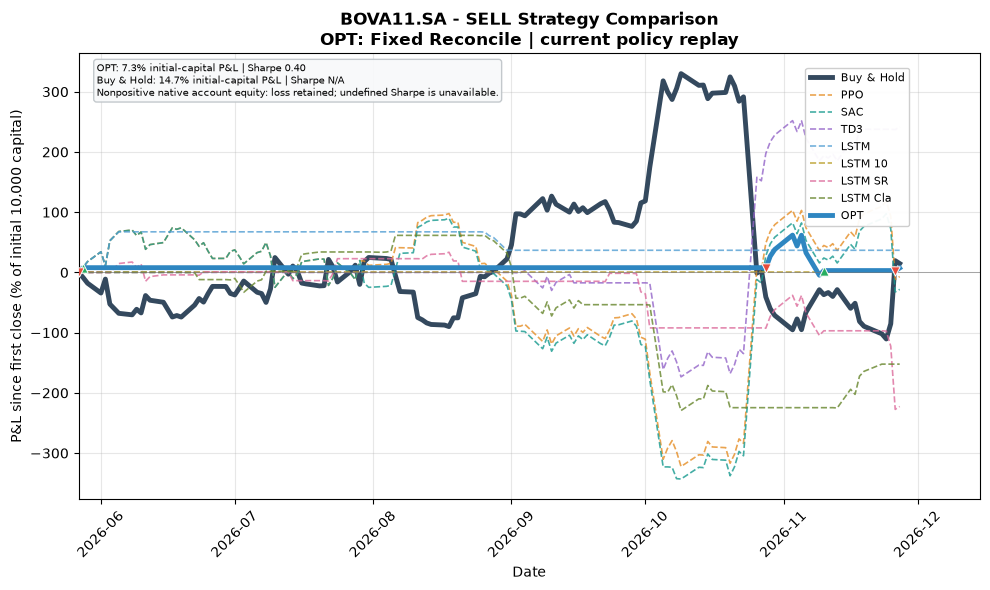 BOVA11.SA - SELL Strategy Comparison
OPT: Fixed Reconcile | current policy replay
OPT: 7.3% initial-capital P&L | Sharpe 0.40
Buy & Hold: 14.7% initial-capital P&L | Sharpe N/A
Nonpositive native account equity: loss retained; undefined Sharpe is unavailable.
Buy & Hold
PPO
SAC
TD3
LSTM
LSTM 10
LSTM SR
LSTM Cla
OPT
P&L since first close (% of initial 10,000 capital)
300
200
100
0
−100
−200
−300
2026-06
2026-07
2026-08
2026-09
2026-10
2026-11
2026-12
Date